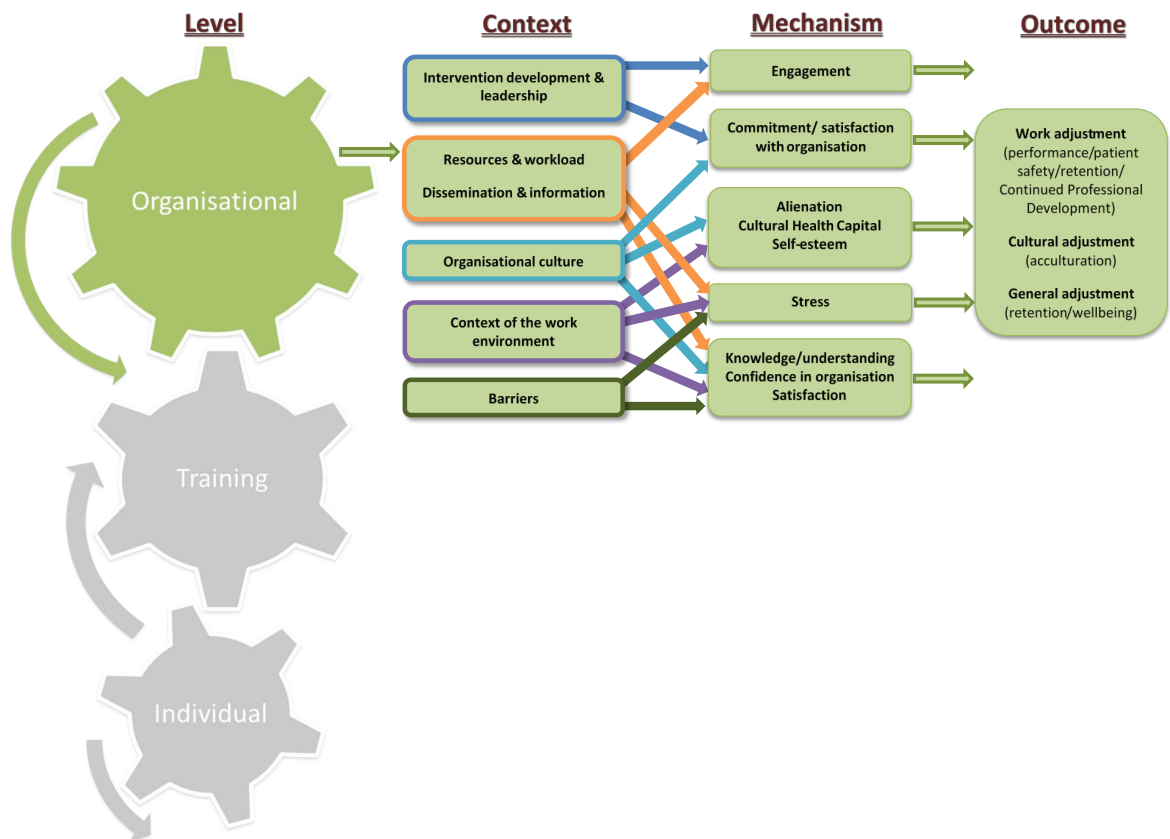 Level
Context
Mechanism
Outcome
Organisational
Training
Individual
Intervention development &
leadership
Resources & workload
Dissemination & information
Organisational culture
Context of the work
environment
Barriers
Engagement
Commitment/ satisfaction
with organisation
Alienation
Cultural Health Capital
Self-esteem
Stress
Knowledge/understanding
Confidence in organisation
Satisfaction
Work adjustment
(performance/patient
safety/retention/
Continued Professional
Development)
Cultural adjustment
(acculturation)
General adjustment
(retention/wellbeing)